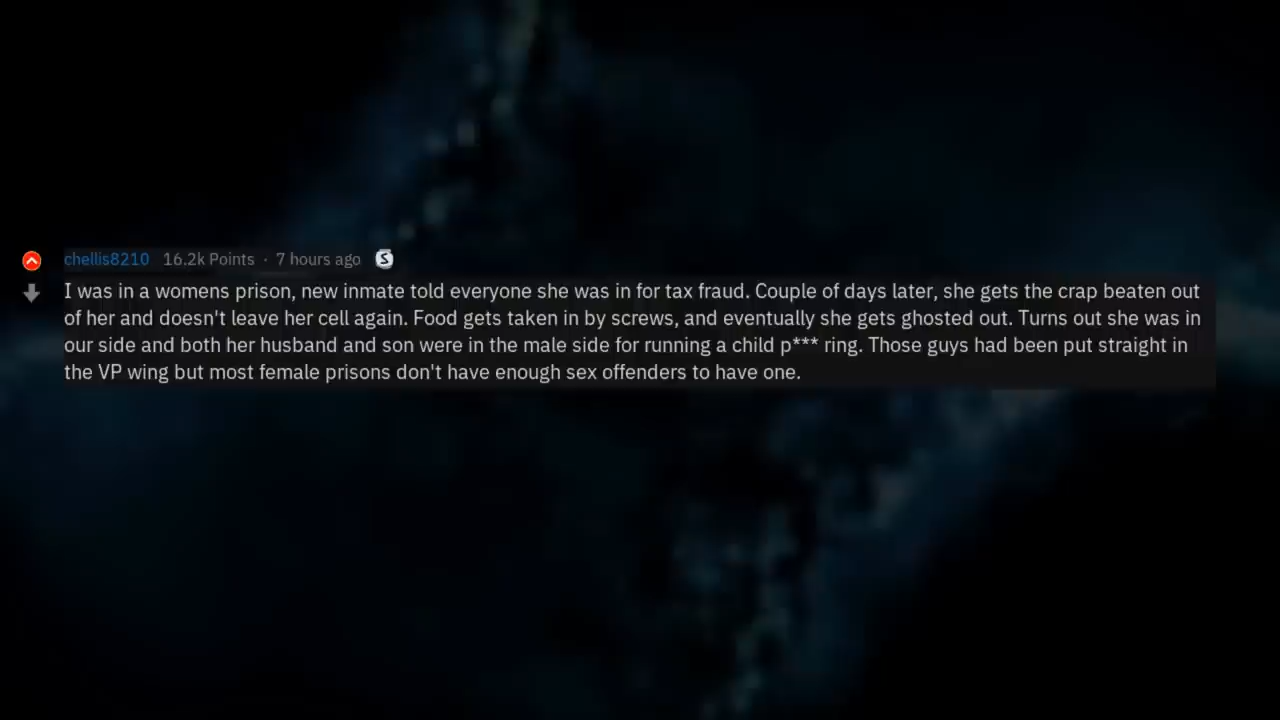 chellis8210 16.2k Points · 7 hours ago S
I was in a womens prison, new inmate told everyone she was in for tax fraud. Couple of days later, she gets the crap beaten out
of her and doesn't leave her cell again. Food gets taken in by screws, and eventually she gets ghosted out. Turns out she was in
our side and both her husband and son were in the male side for running a child p*** ring. Those guys had been put straight in
the VP wing but most female prisons don't have enough sex offenders to have one.